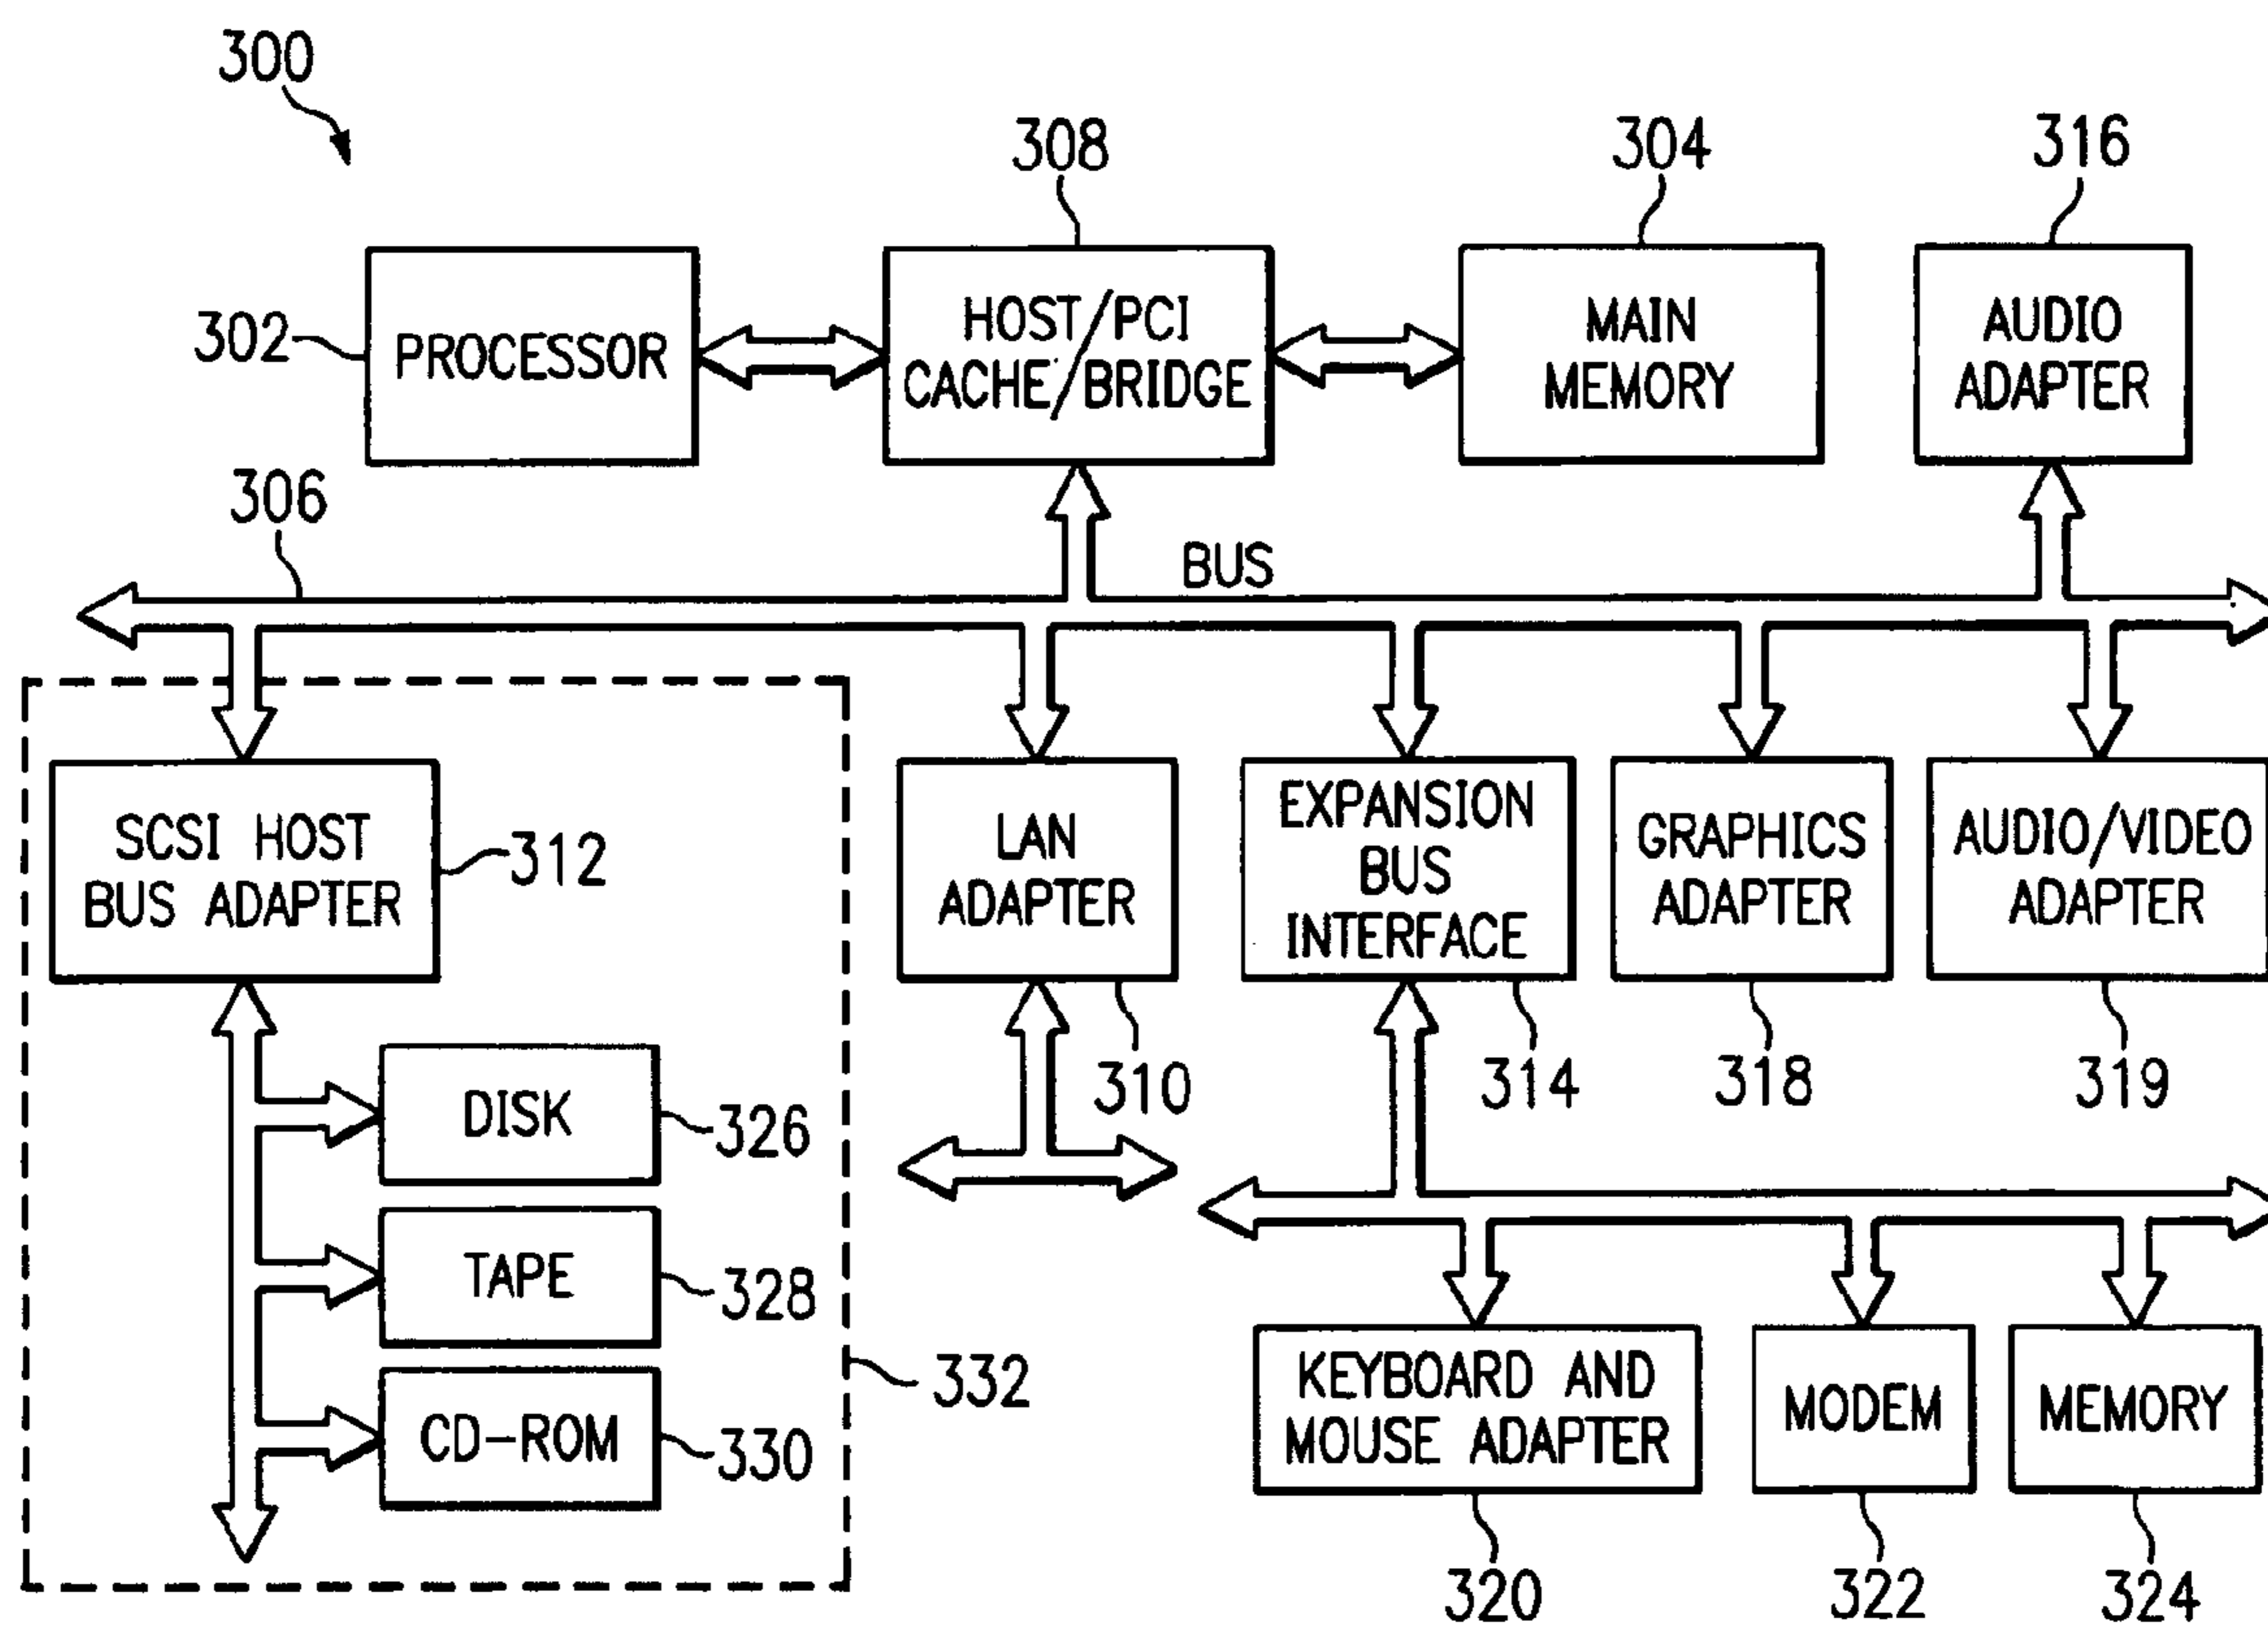 300
308
304
316
302
PROCESSOR
HOST/PCI
CACHE/BRIDGE
MAIN
MEMORY
AUDIO
ADAPTER
306
BUS
SCSI HOST
BUS ADAPTER
312
LAN
ADAPTER
EXPANSION
BUS
INTERFACE
GRAPHICS
ADAPTER
AUDIO/VIDEO
ADAPTER
310
314
318
319
DISK
326
TAPE
328
CD-ROM
330
332
KEYBOARD AND
MOUSE ADAPTER
MODEM
MEMORY
320
322
324